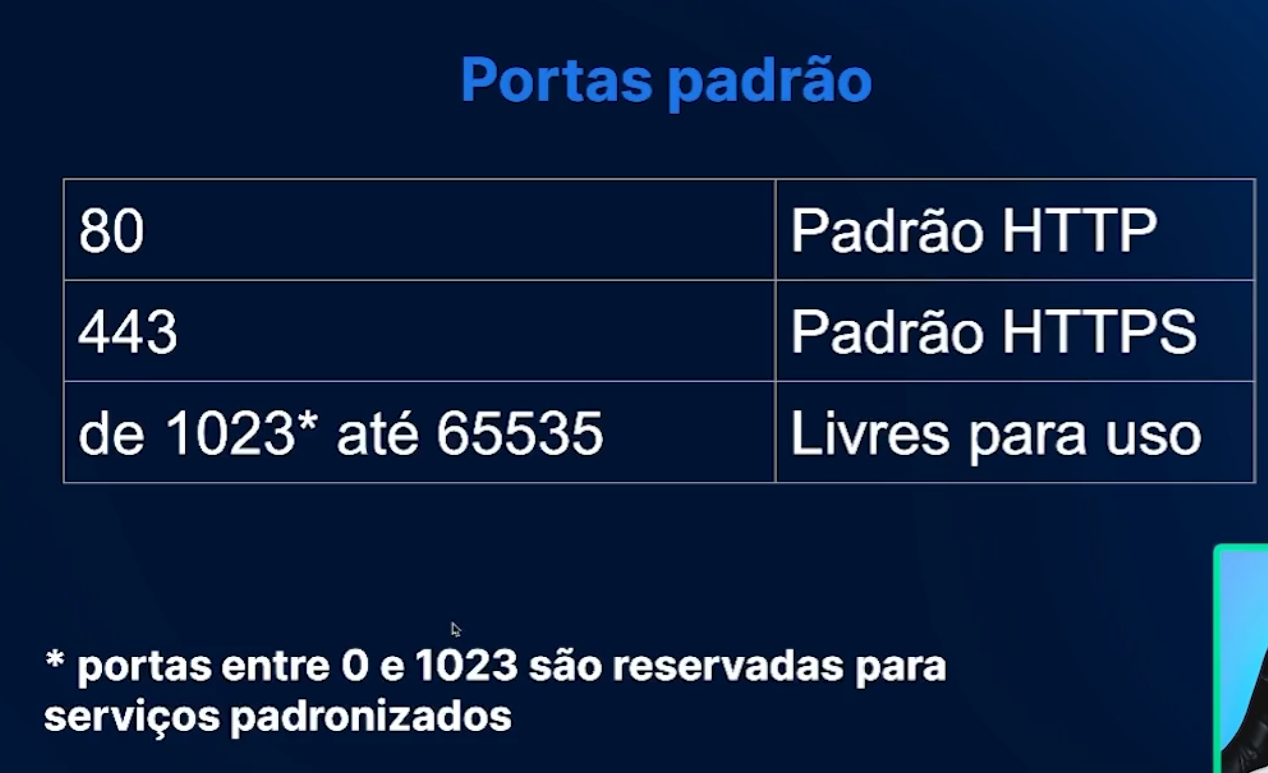 Portas padrão
80 Padrão HTTP
443 Padrão HTTPS
de 1023* até 65535 Livres para uso
* portas entre 0 e 1023 são reservadas para
serviços padronizados